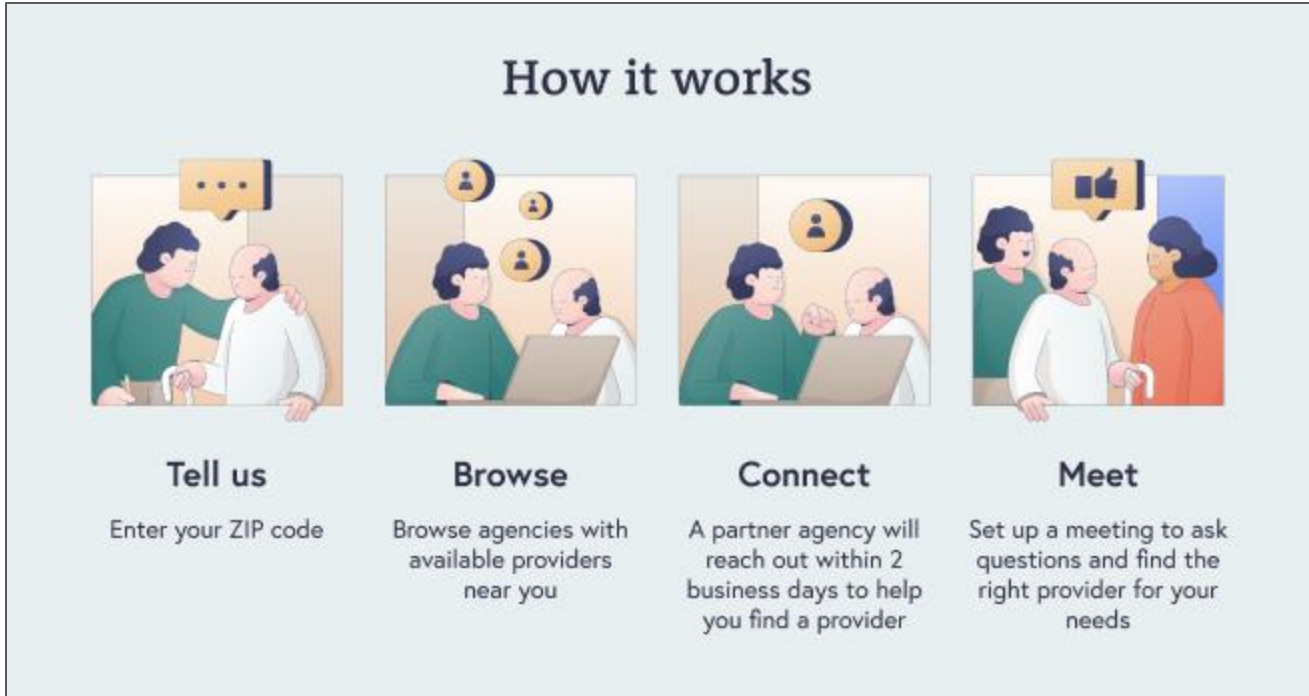 How it works
Tell us
Enter your ZIP code
Browse
Browse agencies with
available providers
near you
Connect
A partner agency will
reach out within 2
business days to help
you find a provider
Meet
Set up a meeting to ask
questions and find the
right provider for your
needs